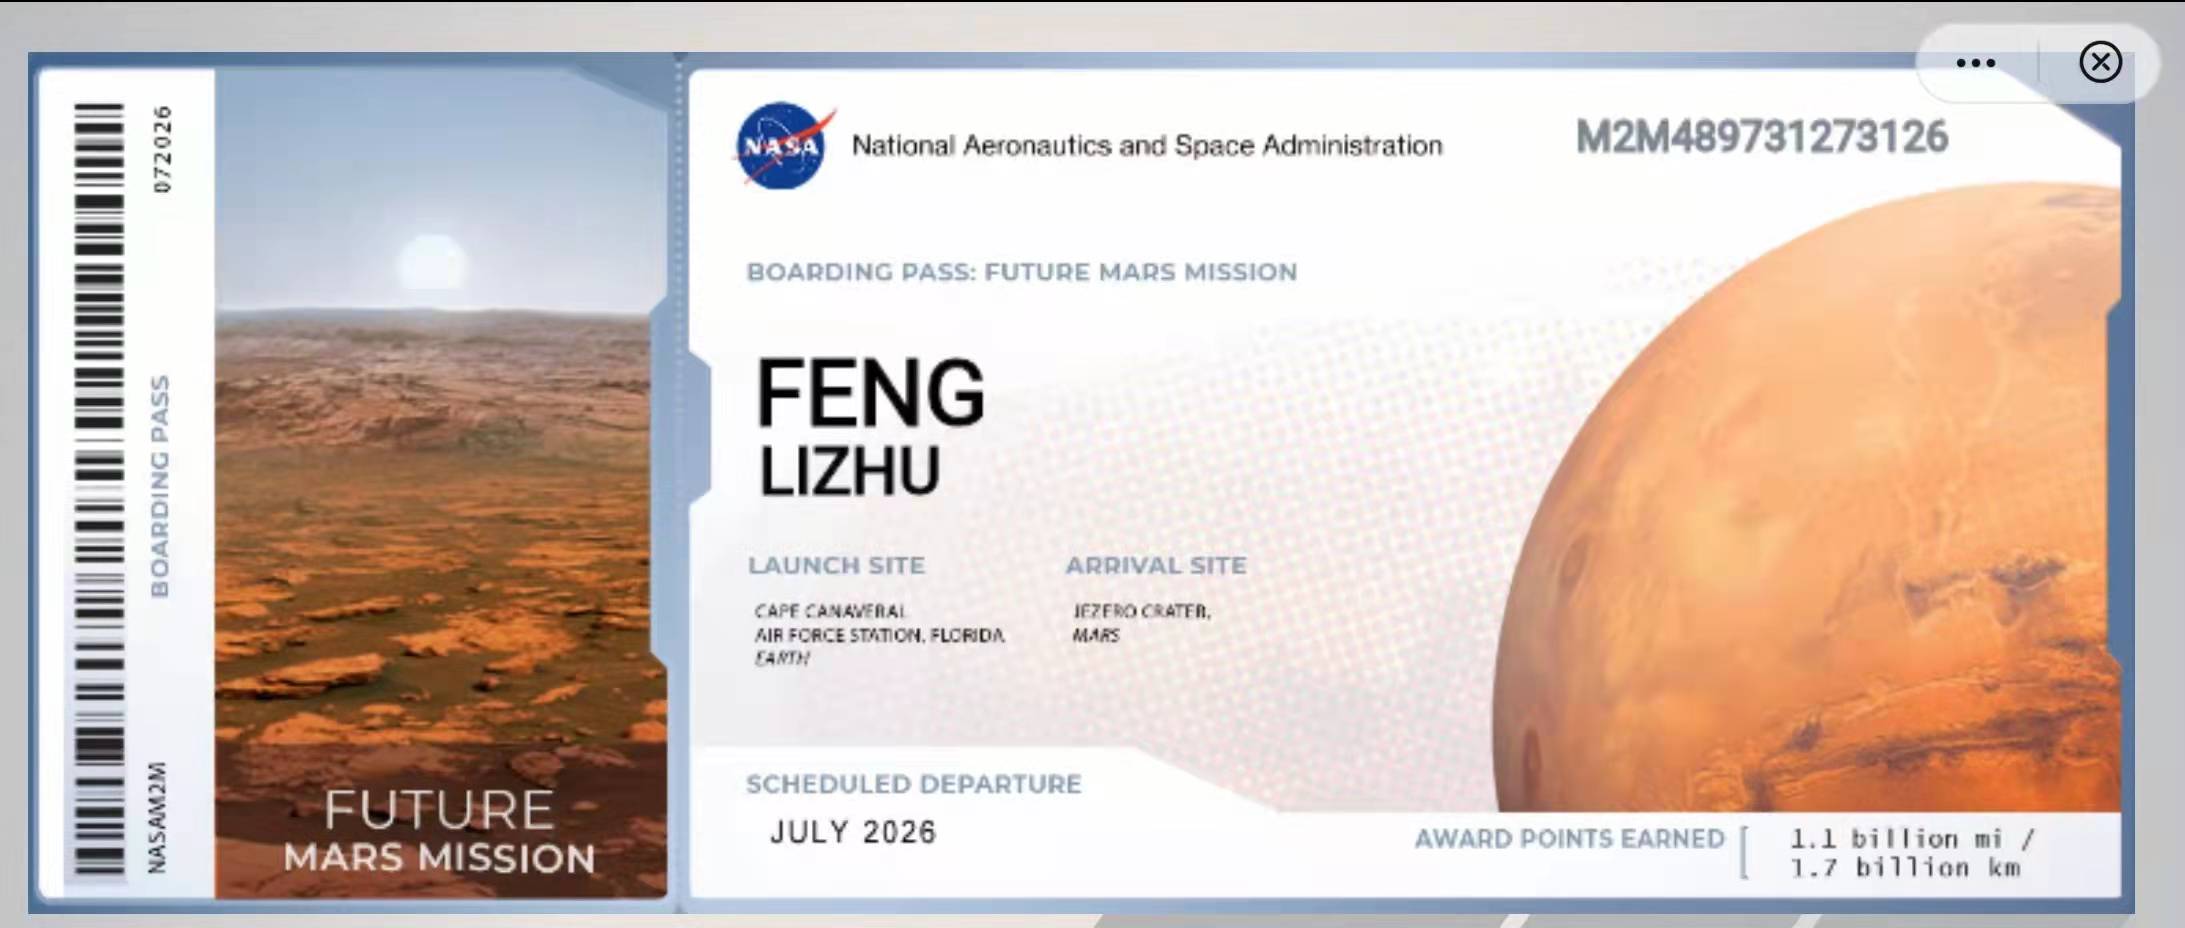 072026
BOARDING PASS
NASAM2M
FUTURE
MARS MISSION
NASA
National Aeronautics and Space Administration
M2M489731273126
BOARDING PASS: FUTURE MARS MISSION
FENG
LIZHU
LAUNCH SITE
CAPE CANAVERAL
AIR FORCE STATION, FLORIDA
EARTH
ARRIVAL SITE
JEZERO CRATER,
MARS
SCHEDULED DEPARTURE
JULY 2026
AWARD POINTS EARNED
1.1 billion mi /
1.7 billion km